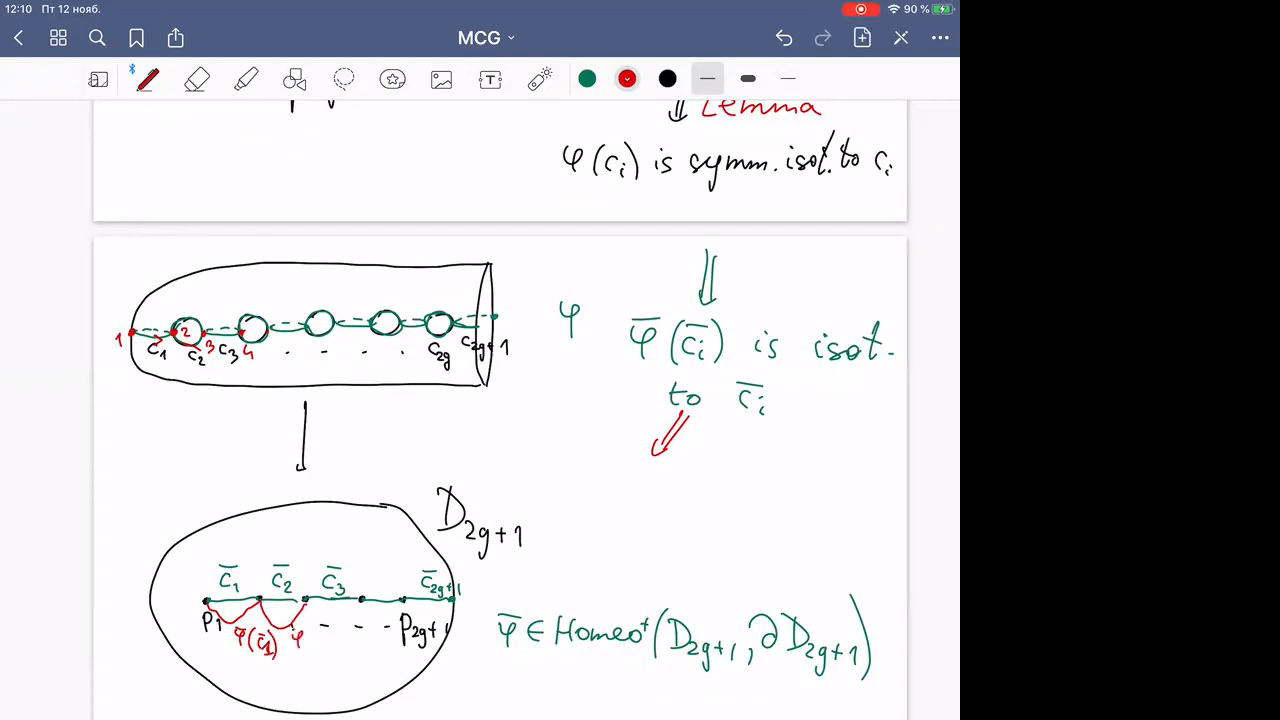 12:10 Пт 12 нояб.
90 %
MCG
⇓ Lemma
φ(ci) is symm. isot. to ci
1 2 3 4
c1 c2 c3 . . . . c2g c2g+1
φ
⇓
φ̅(c̅i) is isot.
to c̅i
D2g+1
c̅1 c̅2 c̅3 c̅2g+1
p1 - - - p2g+1
φ̅(c̅1) φ
φ̅ ∈ Homeo⁺(D2g+1, ∂D2g+1)